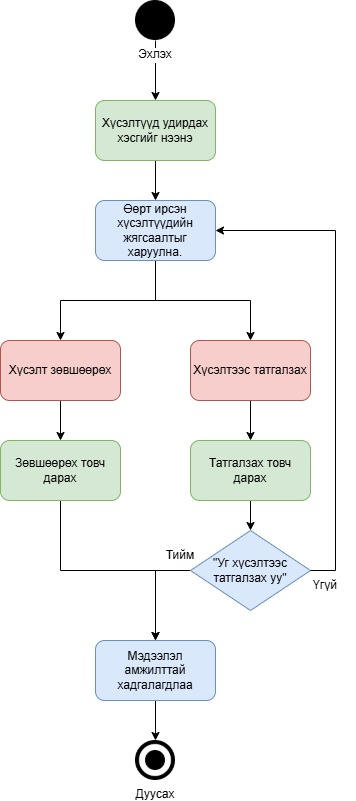 Эхлэх
Хүсэлтүүд удирдах
хэсгийг нээнэ
Өөрт ирсэн
хүсэлтүүдийн
жягсаалтыг
харуулна.
Хүсэлт зөвшөөрөх
Хүсэлтээс татгалзах
Зөвшөөрөх товч
дарах
Татгалзах товч
дарах
Тийм
"Уг хүсэлтээс
татгалзах уу"
Үгүй
Мэдээлэл
амжилттай
хадгалагдлаа
Дуусах